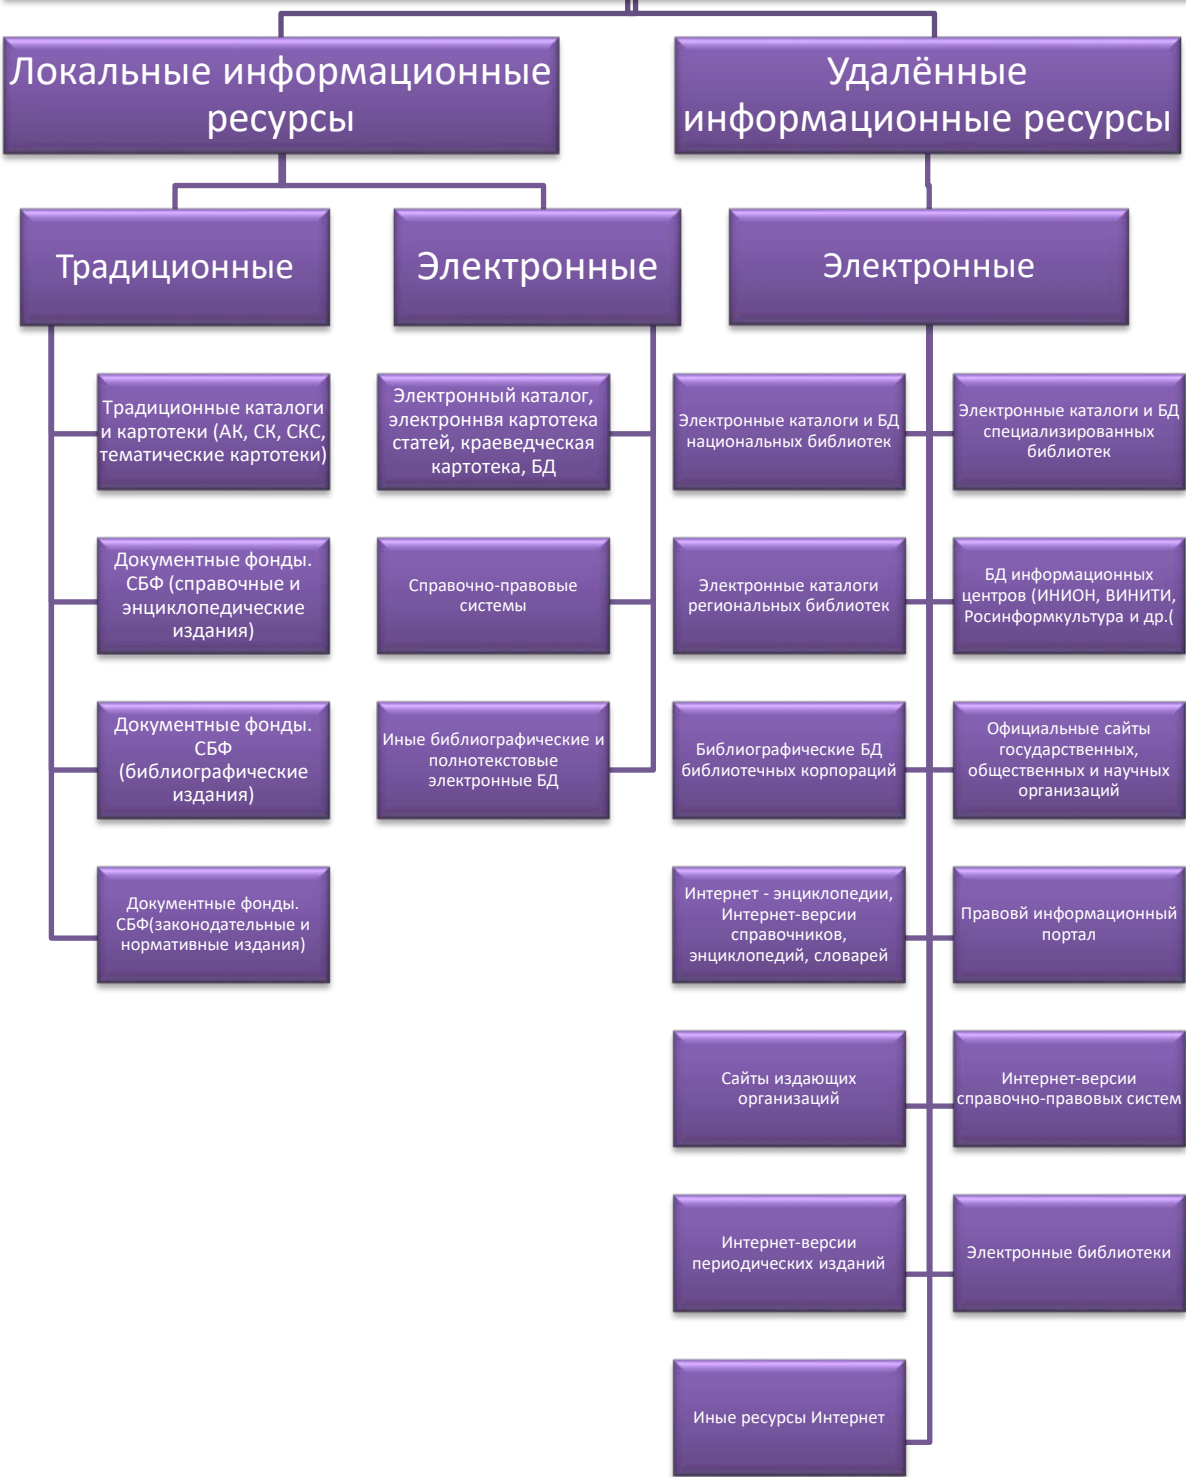 Локальные информационные
ресурсы
Удалённые
информационные ресурсы
Традиционные
Электронные
Электронные
Традиционные каталоги
и картотеки (АК, СК, СКС,
тематические картотеки)
Документные фонды.
СБФ (справочные и
энциклопедические
издания)
Документные фонды.
СБФ
(библиографические
издания)
Документные фонды.
СБФ(законодательные и
нормативные издания)
Электронный каталог,
электроннвя картотека
статей, краеведческая
картотека, БД
Справочно-правовые
системы
Иные библиографические и
полнотекстовые
электронные БД
Электронные каталоги и БД
национальных библиотек
Электронные каталоги и БД
специализированных
библиотек
Электронные каталоги
региональных библиотек
БД информационных
центров (ИНИОН, ВИНИТИ,
Росинформкультура и др.(
Библиографические БД
библиотечных корпораций
Официальные сайты
государственных,
общественных и научных
организаций
Интернет - энциклопедии,
Интернет-версии
справочников,
энциклопедий, словарей
Правовй информационный
портал
Сайты издающих
организаций
Интернет-версии
справочно-правовых систем
Интернет-версии
периодических изданий
Электронные библиотеки
Иные ресурсы Интернет